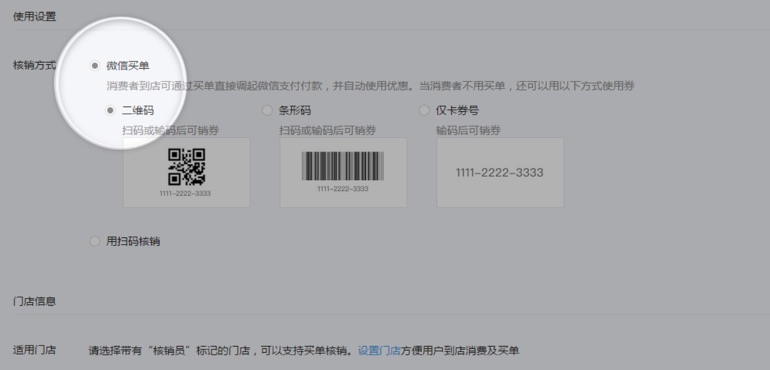 使用设置
核销方式
微信买单
消费者到店可通过买单直接调起微信支付付款，并自动使用优惠。当消费者不用买单，还可以用以下方式使用券
二维码 条形码 仅卡券号
扫码或输码后可销券 扫码或输码后可销券 输码后可销券
1111-2222-3333 1111-2222-3333 1111-2222-3333
用扫码核销
门店信息
适用门店 请选择带有“核销员”标记的门店，可以支持买单核销。设置门店方便用户到店消费及买单